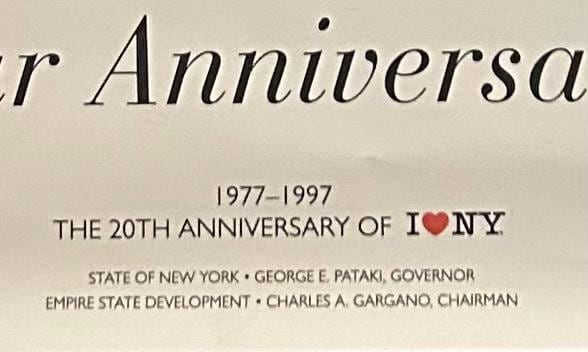 r Anniversa
1977–1997
THE 20TH ANNIVERSARY OF I❤NY
STATE OF NEW YORK • GEORGE E. PATAKI, GOVERNOR
EMPIRE STATE DEVELOPMENT • CHARLES A. GARGANO, CHAIRMAN